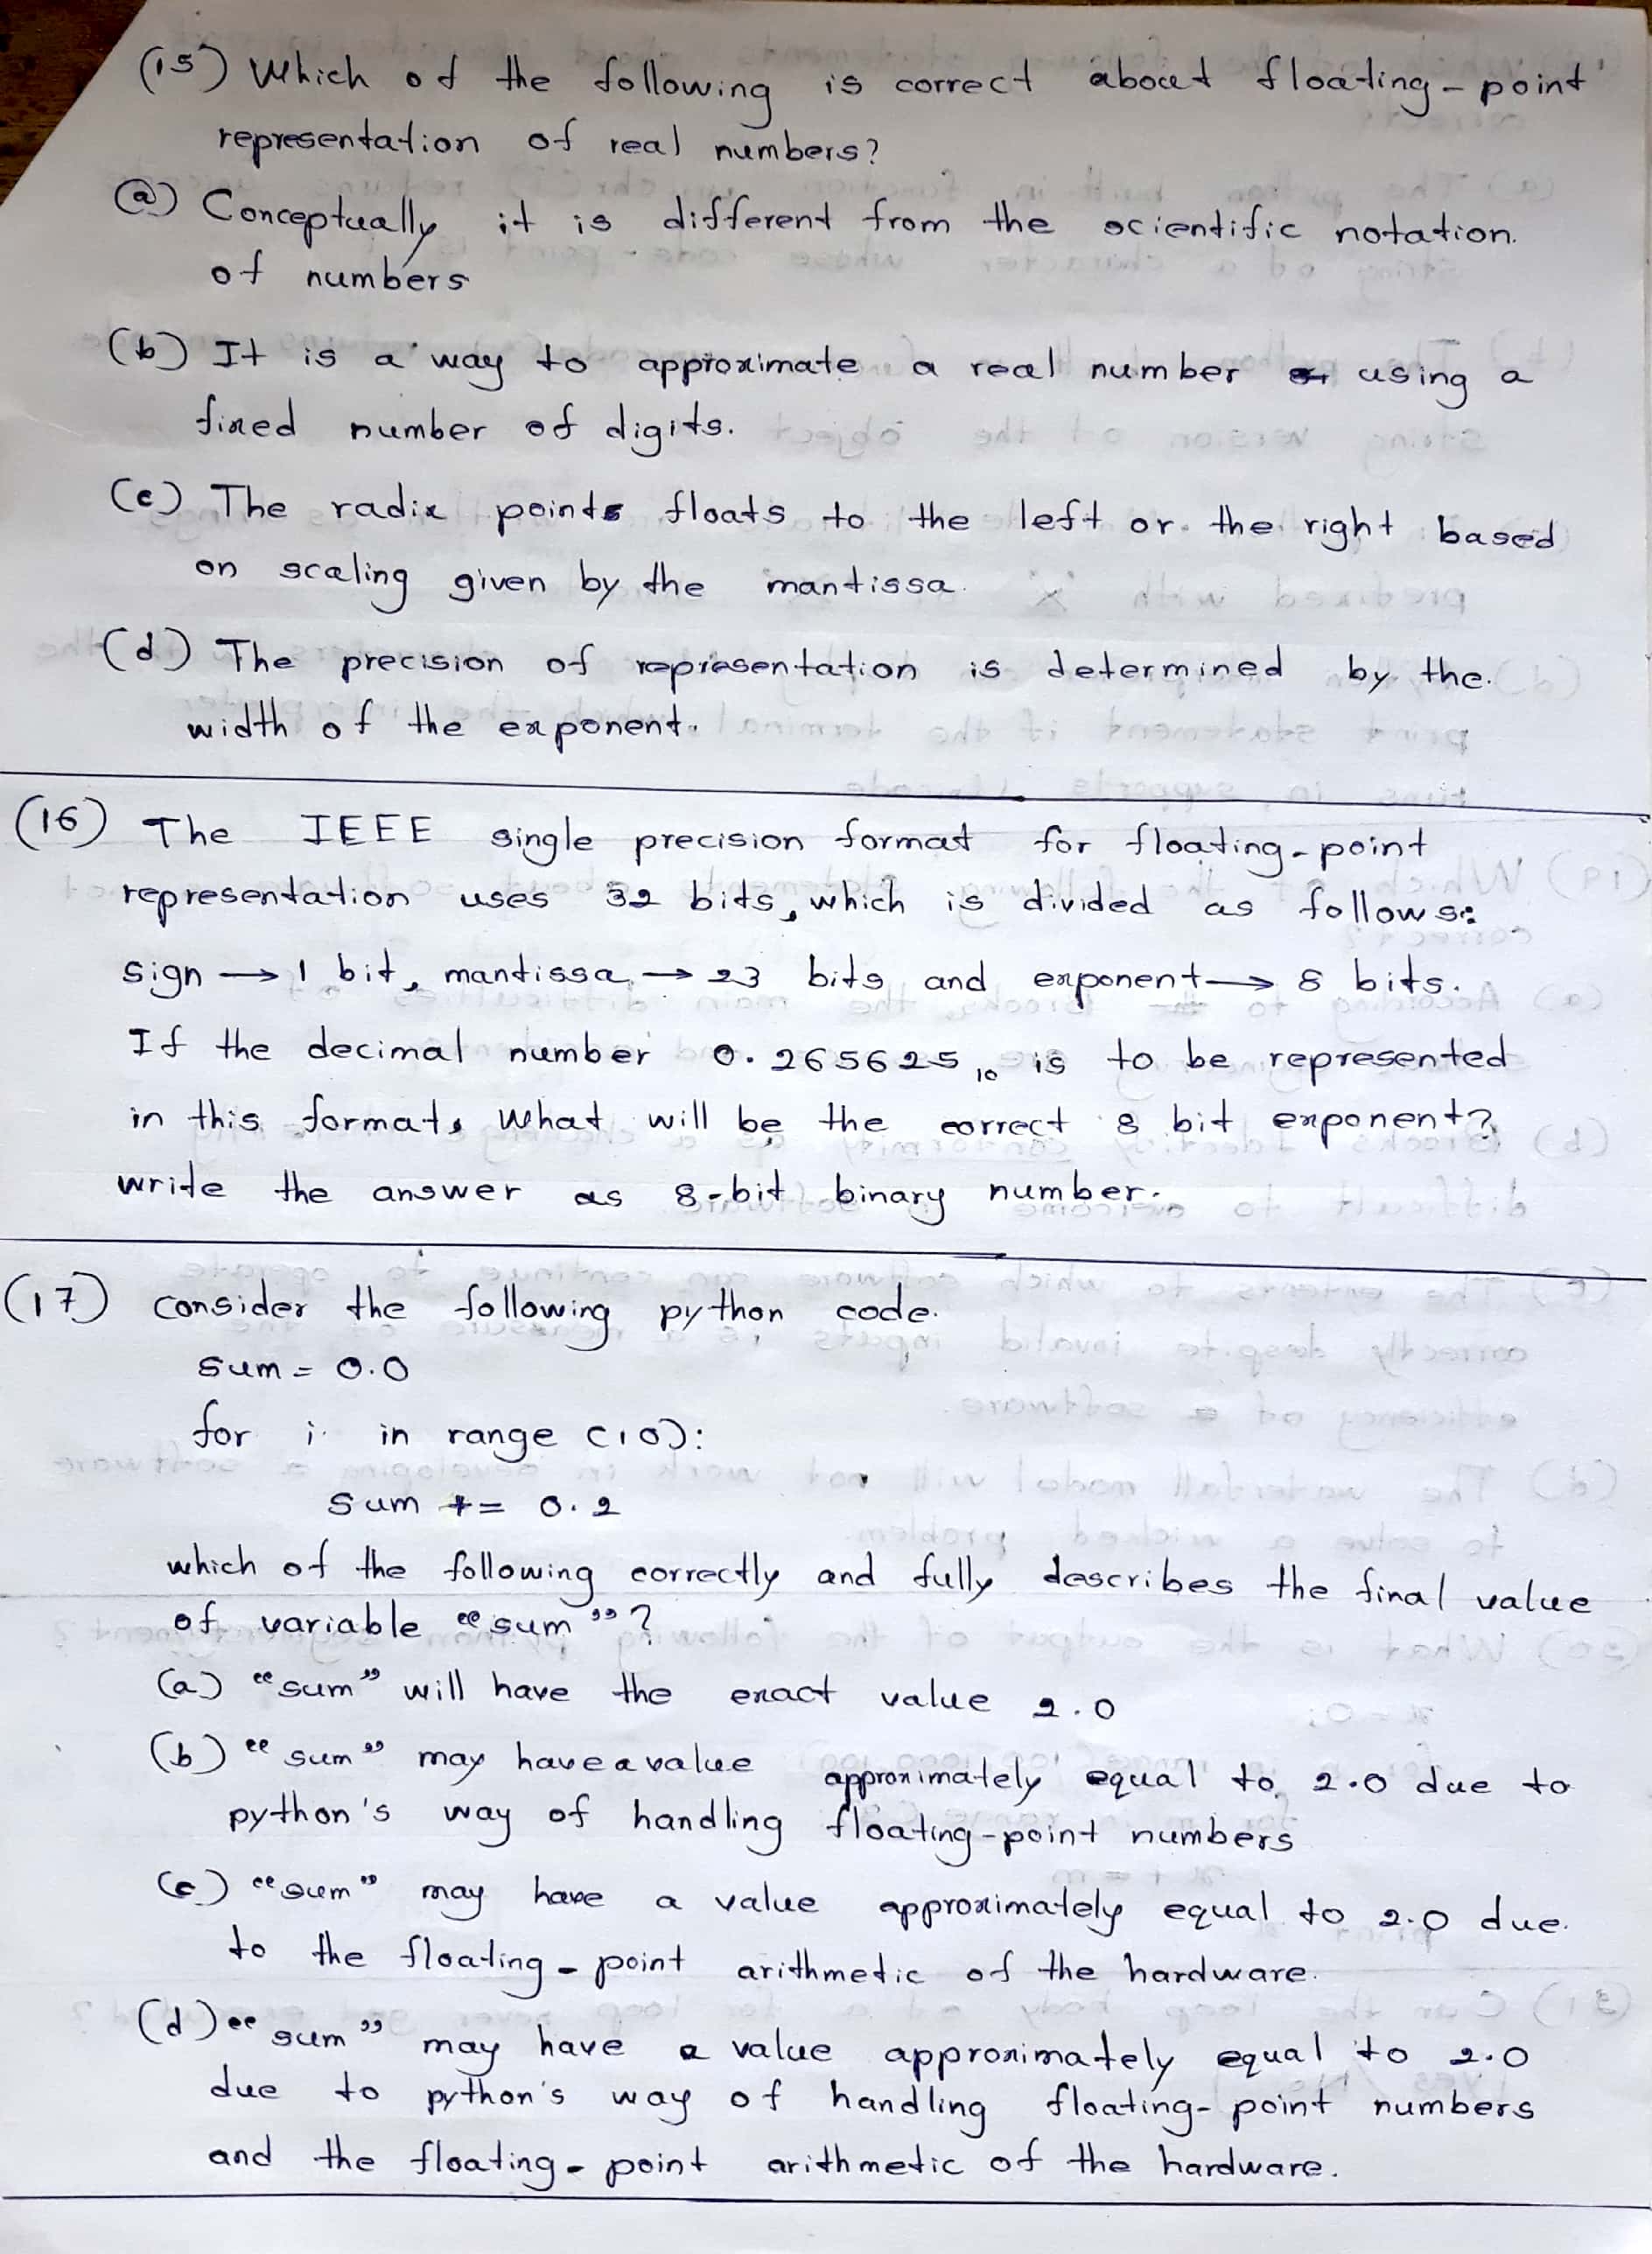 (15) Which of the following is correct about floating-point
representation of real numbers?
(a) Conceptually it is different from the scientific notation.
of numbers
(b) It is a way to approximate a real number using a
fixed number of digits.
(c) The radix points floats to the left or the right based
on scaling given by the mantissa.
(d) The precision of representation is determined by the.
width of the exponent.
(16) The IEEE single precision format for floating-point
representation uses 32 bits, which is divided as follows:
sign → 1 bit, mantissa → 23 bits and exponent → 8 bits.
If the decimal number 0.265625₁₀ is to be represented
in this format, what will be the correct 8 bit exponent?
write the answer as 8-bit binary number.
(17) consider the following python code.
sum = 0.0
for i in range (10):
sum += 0.2
which of the following correctly and fully describes the final value
of variable "sum"?
(a) "sum" will have the exact value 2.0
(b) "sum" may have a value approximately equal to 2.0 due to
python's way of handling floating-point numbers
(c) "sum" may have a value approximately equal to 2.0 due.
to the floating-point arithmetic of the hardware.
(d) "sum" may have a value approximately equal to 2.0
due to python's way of handling floating-point numbers
and the floating-point arithmetic of the hardware.